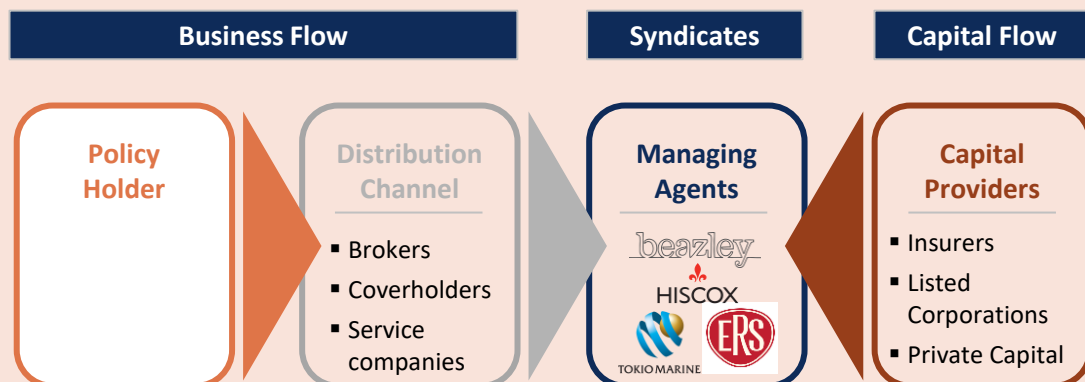 Business Flow
Syndicates
Capital Flow
Policy
Holder
Distribution
Channel
▪ Brokers
▪ Coverholders
▪ Service
companies
Managing
Agents
beazley
HISCOX
TOKIO MARINE
ERS
Capital
Providers
▪ Insurers
▪ Listed
Corporations
▪ Private Capital